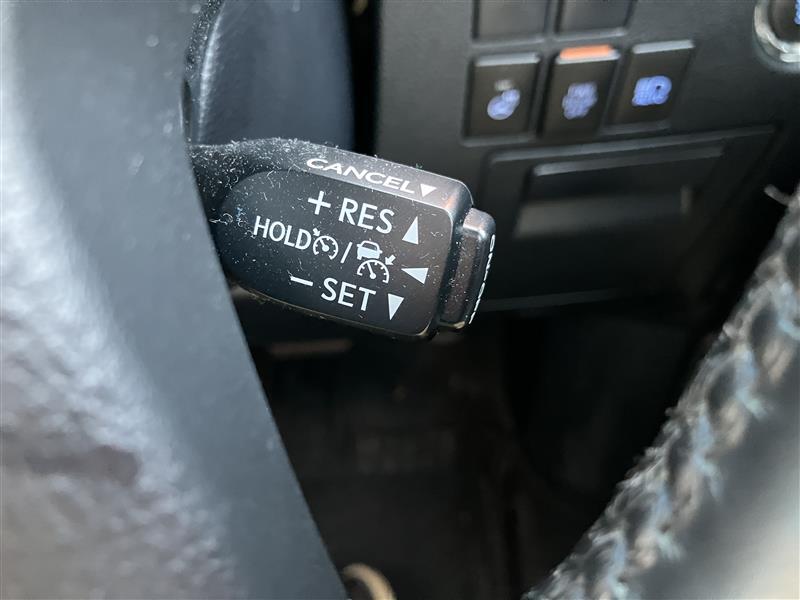 CANCEL ▼
+ RES ▲
HOLD / ◀
− SET ▼